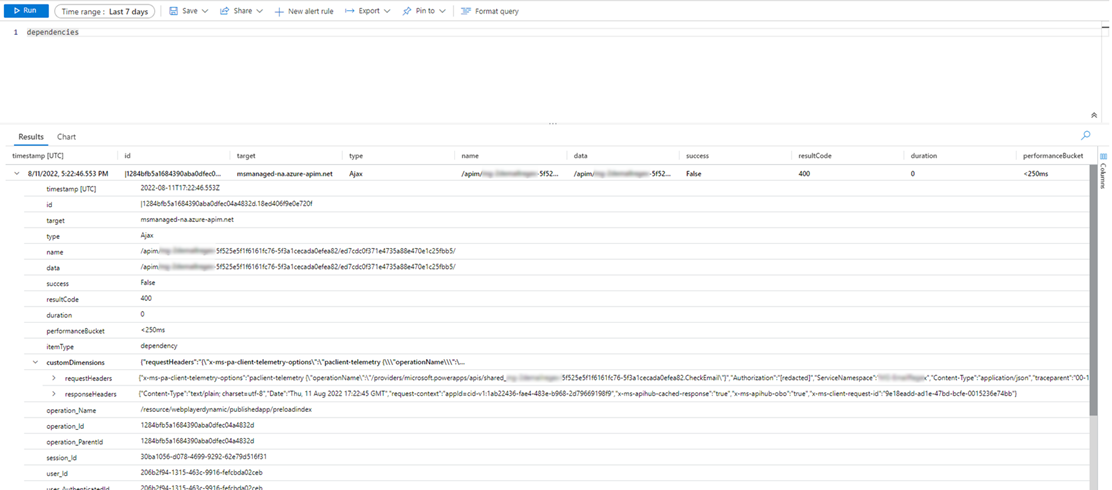 Run Time range : Last 7 days Save Share New alert rule Export Pin to Format query
1 dependencies
...
Results Chart
timestamp [UTC] id target type name data success resultCode duration performanceBucket
8/11/2022, 5:22:46.553 PM |1284bfb5a1684390aba0dfec0... msmanaged-na.azure-apim.net Ajax /apim/ -5f52... /apim/ -5f52... False 400 0 <250ms
Columns
timestamp [UTC] 2022-08-11T17:22:46.553Z
id |1284bfb5a1684390aba0dfec04a4832d.18ed406f9e0e720f
target msmanaged-na.azure-apim.net
type Ajax
name /apim/ 5f525e5f1f6161fc76-5f3a1cecada0efea82/ed7cdc0f371e4735a88e470e1c25fbb5/
data /apim/ 5f525e5f1f6161fc76-5f3a1cecada0efea82/ed7cdc0f371e4735a88e470e1c25fbb5/
success False
resultCode 400
duration 0
performanceBucket <250ms
itemType dependency
customDimensions {"requestHeaders":"{\"x-ms-pa-client-telemetry-options\":\"paclient-telemetry {\\\"operationName\\\":\...
requestHeaders {"x-ms-pa-client-telemetry-options":"paclient-telemetry {\"operationName\":\"/providers/microsoft.powerapps/apis/shared_ 5f525e5f1f6161fc76-5f3a1cecada0efea82.CheckEmail\"}","Authorization":"[redacted]","ServiceNamespace":" x","Content-Type":"application/json","traceparent":"00-1
responseHeaders {"Content-Type":"text/plain; charset=utf-8","Date":"Thu, 11 Aug 2022 17:22:45 GMT","request-context":"appId=cid-v1:1ab22436-fae4-483e-b968-2d79669198f9","x-ms-apihub-cached-response":"true","x-ms-apihub-obo":"true","x-ms-client-request-id":"9e18eadd-ad1e-47bd-bcfe-0015236e74bb"}
operation_Name /resource/webplayerdynamic/publishedapp/preloadindex
operation_Id 1284bfb5a1684390aba0dfec04a4832d
operation_ParentId 1284bfb5a1684390aba0dfec04a4832d
session_Id 30ba1056-d078-4699-9292-62e79d516f31
user_Id 206b2f94-1315-463c-9916-fefcbda02ceb
user_AuthenticatedId 206b2f94-1315-463c-9916-fefcbda02ceb